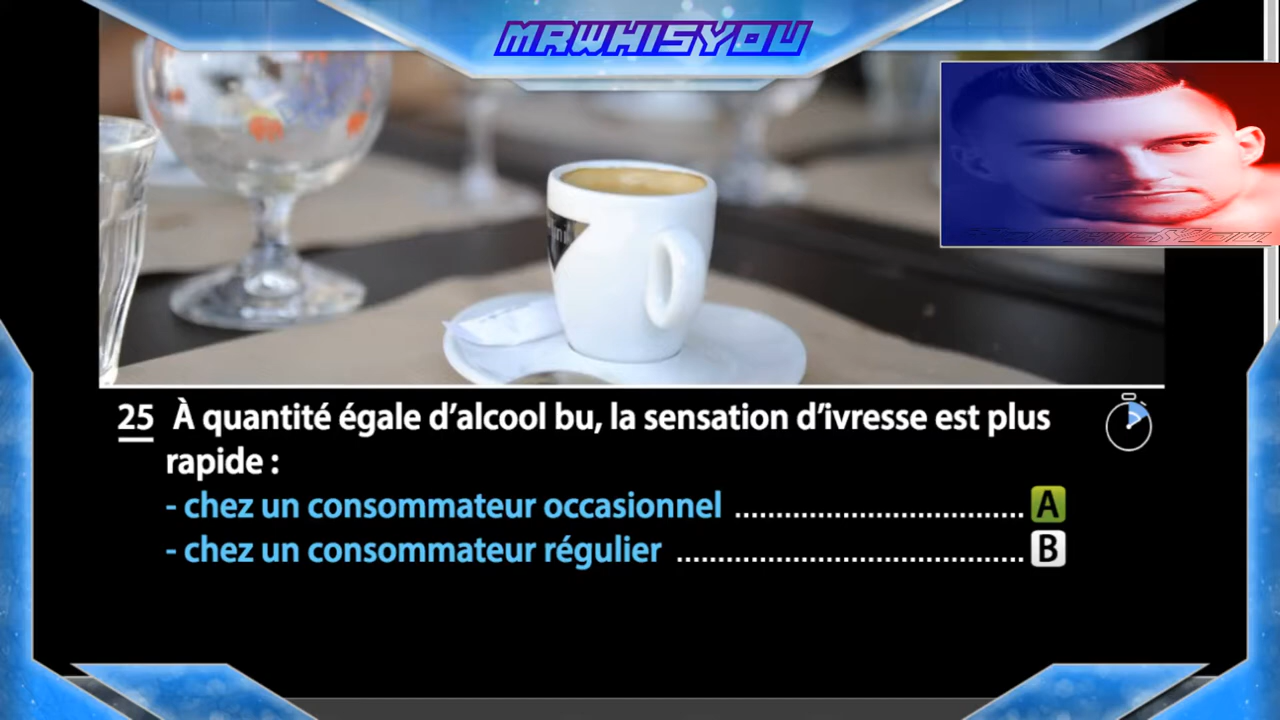 MRWHISYOU
25 À quantité égale d'alcool bu, la sensation d'ivresse est plus
rapide :
- chez un consommateur occasionnel ................................... A
- chez un consommateur régulier .......................................... B